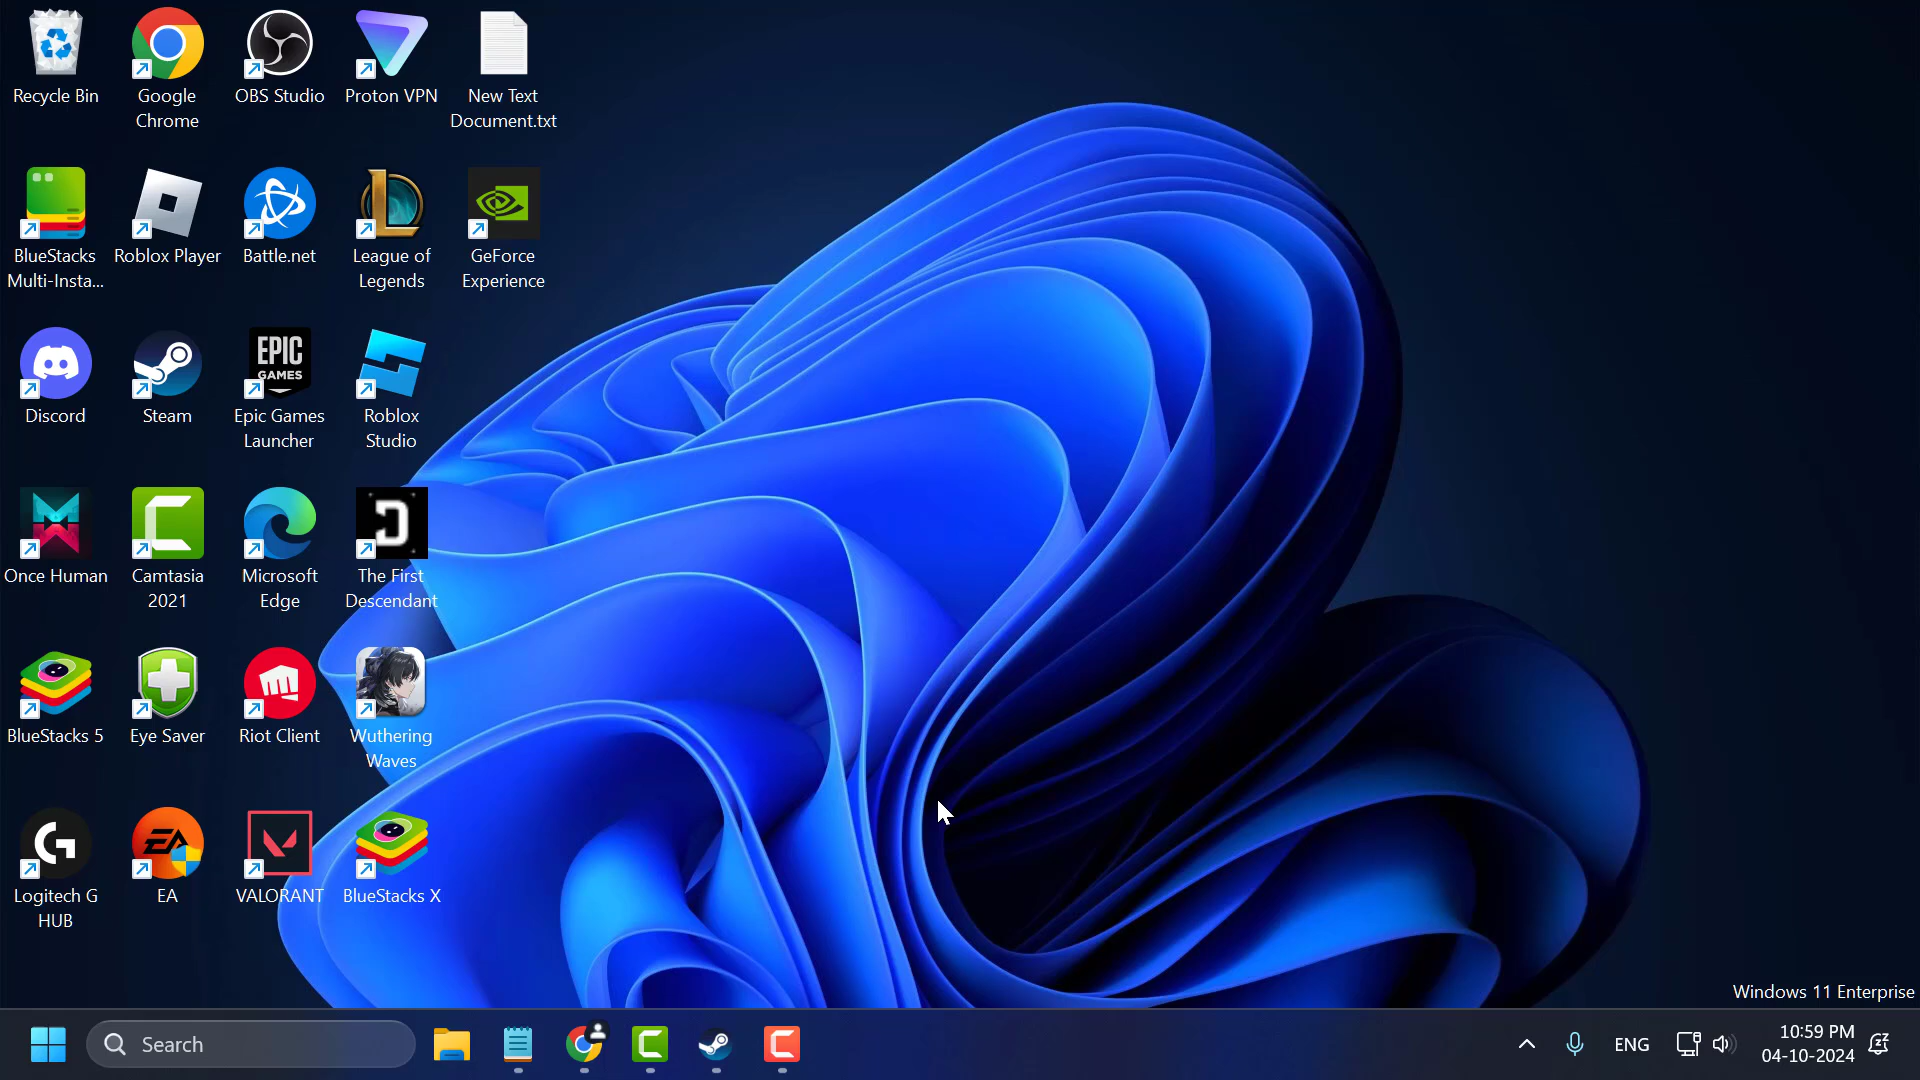 Recycle Bin
Google
Chrome
OBS Studio
Proton VPN
New Text
Document.txt
BlueStacks
Multi-Insta...
Roblox Player
Battle.net
League of
Legends
GeForce
Experience
Discord
Steam
EPIC
GAMES
Epic Games
Launcher
Roblox
Studio
Once Human
Camtasia
2021
Microsoft
Edge
The First
Descendant
BlueStacks 5
Eye Saver
Riot Client
Wuthering
Waves
Logitech G
HUB
EA
EA
VALORANT
BlueStacks X
Windows 11 Enterprise
Search
ENG
10:59 PM
04-10-2024